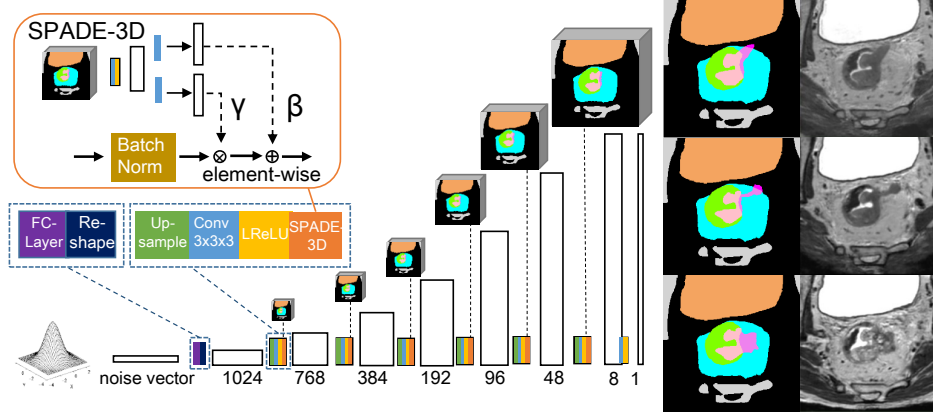 SPADE-3D
γ
β
Batch
Norm
element-wise
FC-
Layer
Re-
shape
Up-
sample
Conv
3x3x3
LReLU
SPADE-
3D
noise vector
1024
768
384
192
96
48
8
1